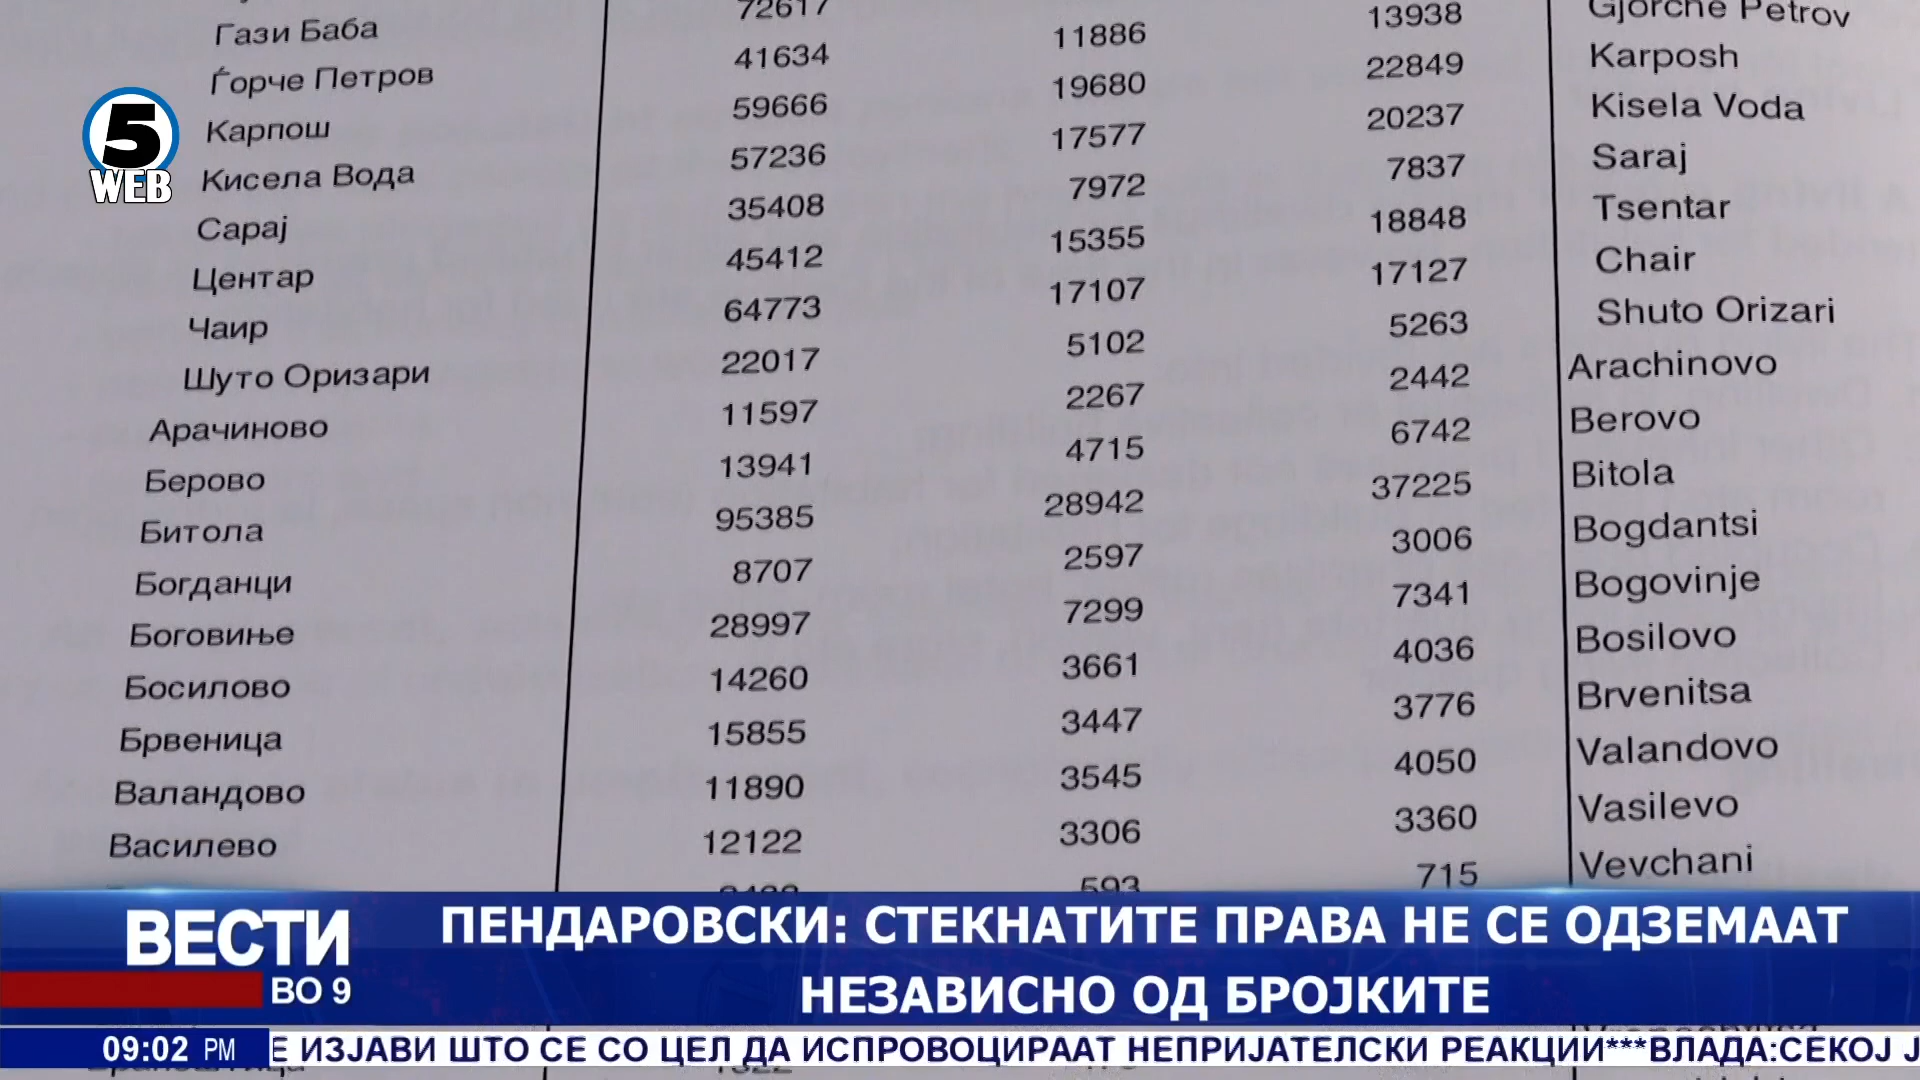 5
WEB
Гази Баба 72617
Ѓорче Петров 41634 11886 13938 Gjorche Petrov
Карпош 59666 19680 22849 Karposh
Кисела Вода 57236 17577 20237 Kisela Voda
Сарај 35408 7972 7837 Saraj
Центар 45412 15355 18848 Tsentar
Чаир 64773 17107 17127 Chair
Шуто Оризари 22017 5102 5263 Shuto Orizari
Арачиново 11597 2267 2442 Arachinovo
Берово 13941 4715 6742 Berovo
Битола 95385 28942 37225 Bitola
Богданци 8707 2597 3006 Bogdantsi
Боговиње 28997 7299 7341 Bogovinje
Босилово 14260 3661 4036 Bosilovo
Брвеница 15855 3447 3776 Brvenitsa
Валандово 11890 3545 4050 Valandovo
Василево 12122 3306 3360 Vasilevo
593 715 Vevchani
ВЕСТИ
ВО 9
ПЕНДАРОВСКИ: СТЕКНАТИТЕ ПРАВА НЕ СЕ ОДЗЕМААТ
НЕЗАВИСНО ОД БРОЈКИТЕ
09:02 PM
Е ИЗЈАВИ ШТО СЕ СО ЦЕЛ ДА ИСПРОВОЦИРААТ НЕПРИЈАТЕЛСКИ РЕАКЦИИ***ВЛАДА:СЕКОЈ Ј